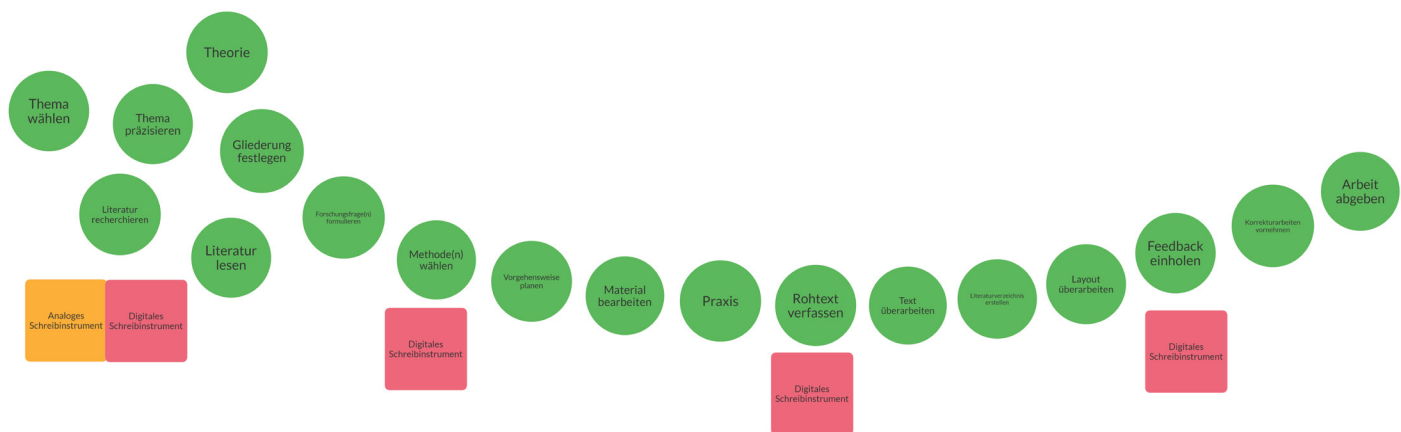 Theorie
Thema
wählen
Thema
präzisieren
Gliederung
festlegen
Literatur
recherchieren
Literatur
lesen
Forschungsfrage(n)
formulieren
Methode(n)
wählen
Vorgehensweise
planen
Material
bearbeiten
Praxis
Rohtext
verfassen
Text
überarbeiten
Literaturverzeichnis
erstellen
Layout
überarbeiten
Feedback
einholen
Korrekturarbeiten
vornehmen
Arbeit
abgeben
Analoges
Schreibinstrument
Digitales
Schreibinstrument
Digitales
Schreibinstrument
Digitales
Schreibinstrument
Digitales
Schreibinstrument